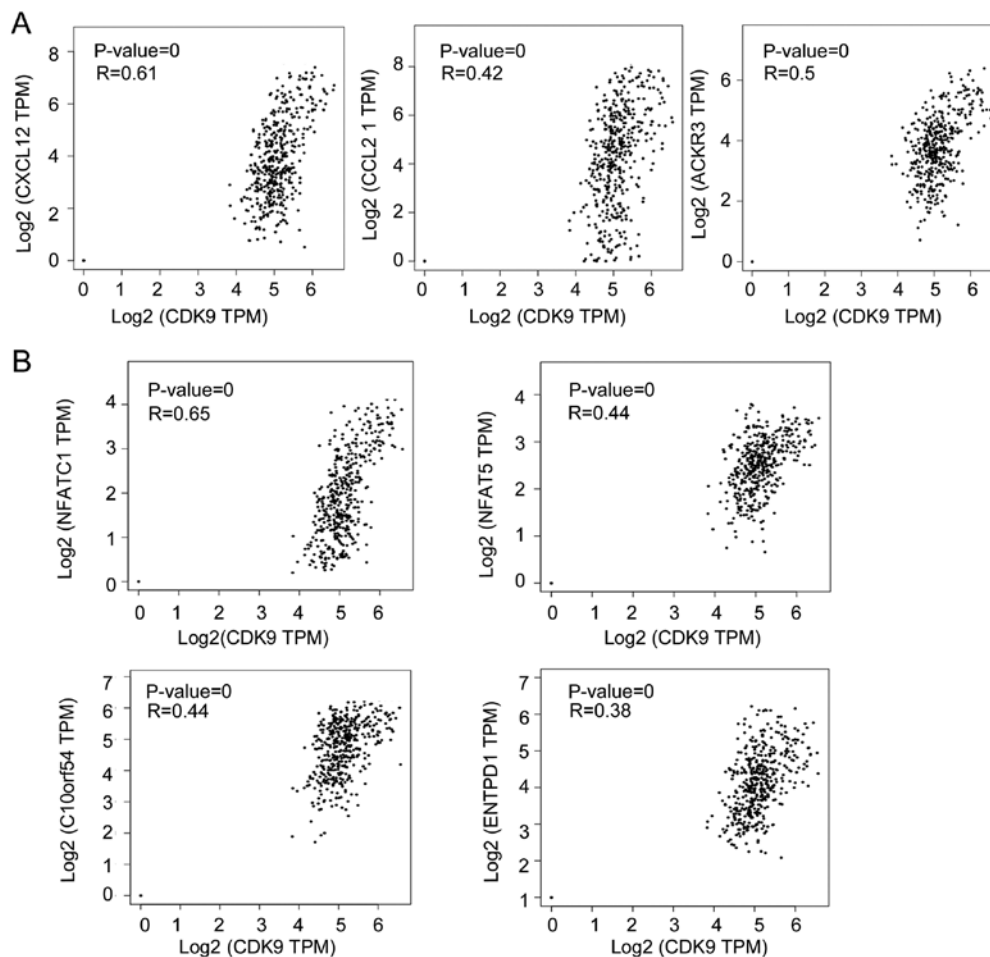 A
P-value=0
R=0.61
Log2 (CXCL12 TPM)
8
6
4
2
0
0 1 2 3 4 5 6
Log2 (CDK9 TPM)
P-value=0
R=0.42
Log2 (CCL2 1 TPM)
8
6
4
2
0
0 1 2 3 4 5 6
Log2 (CDK9 TPM)
P-value=0
R=0.5
Log2 (ACKR3 TPM)
6
4
2
0
0 1 2 3 4 5 6
Log2 (CDK9 TPM)
B
P-value=0
R=0.65
Log2 (NFATC1 TPM)
4
3
2
1
0
0 1 2 3 4 5 6
Log2(CDK9 TPM)
P-value=0
R=0.44
Log2 (NFAT5 TPM)
4
3
2
1
0
0 1 2 3 4 5 6
Log2 (CDK9 TPM)
P-value=0
R=0.44
Log2 (C10orf54 TPM)
7
6
5
4
3
2
1
0
0 1 2 3 4 5 6
Log2 (CDK9 TPM)
P-value=0
R=0.38
Log2 (ENTPD1 TPM)
7
6
5
4
3
2
1
0 1 2 3 4 5 6
Log2 (CDK9 TPM)